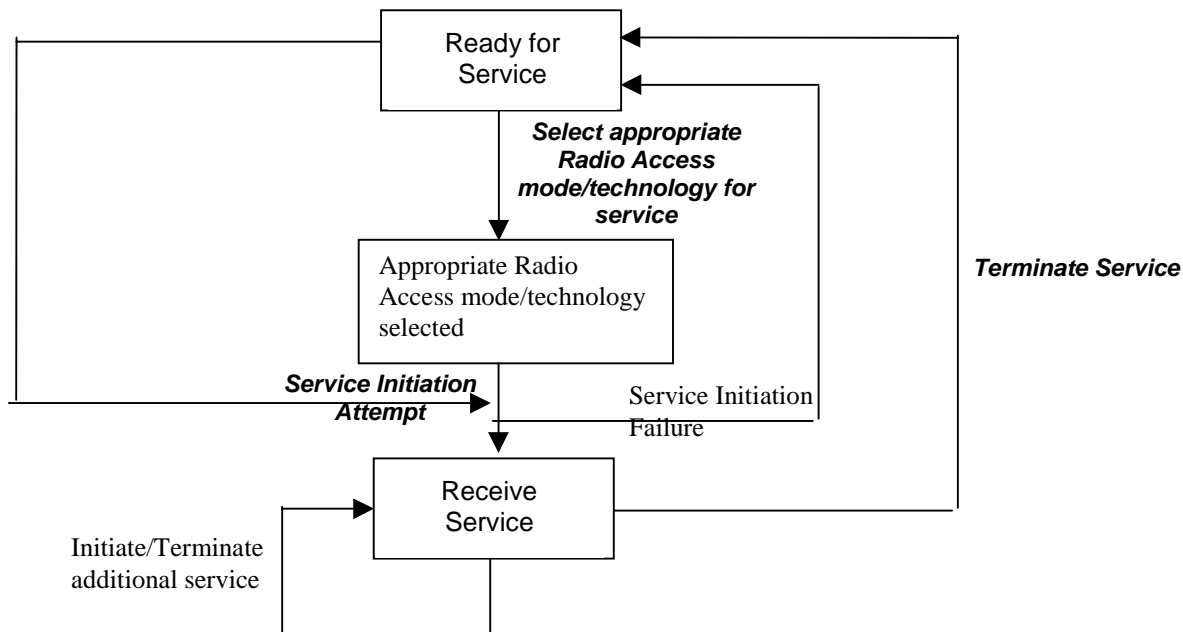 Ready for
Service
Select appropriate
Radio Access
mode/technology for
service
Appropriate Radio
Access mode/technology
selected
Terminate Service
Service Initiation
Attempt
Service Initiation
Failure
Receive
Service
Initiate/Terminate
additional service